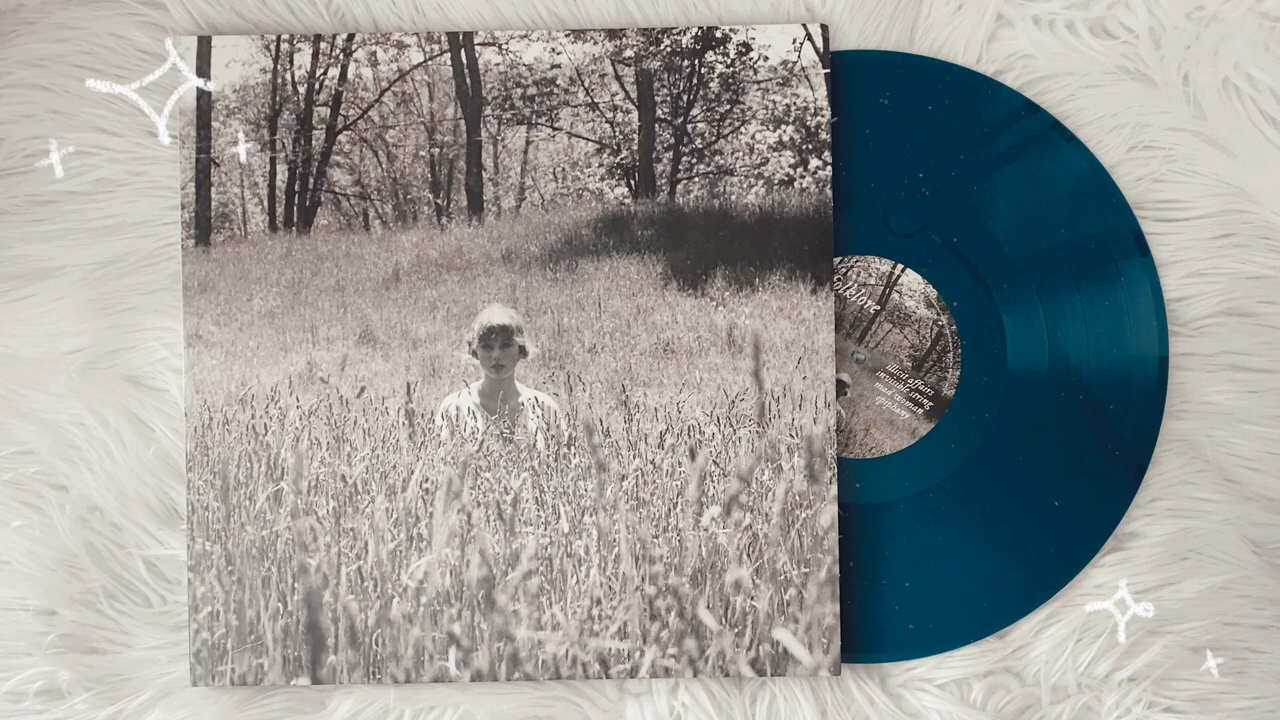 folklore
illicit affairs
invisible string
mad woman
epiphany